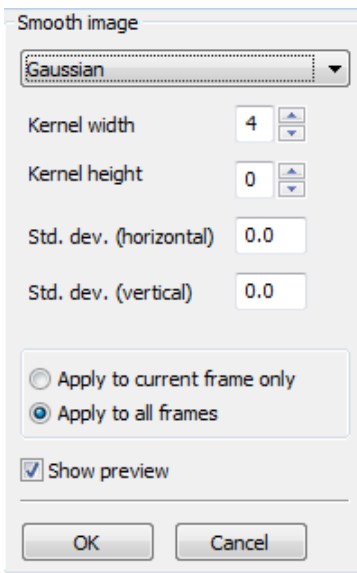 Smooth image
Gaussian
Kernel width 4
Kernel height 0
Std. dev. (horizontal) 0.0
Std. dev. (vertical) 0.0
Apply to current frame only
Apply to all frames
Show preview
OK Cancel